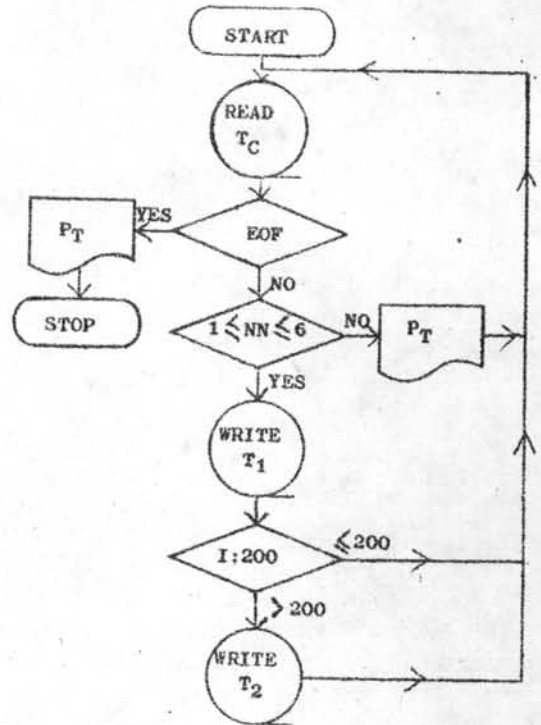 START
READ
T_C
EOF
YES
P_T
STOP
NO
1 ≤ NN ≤ 6
NO
P_T
YES
WRITE
T_1
I:200
≤200
>200
WRITE
T_2